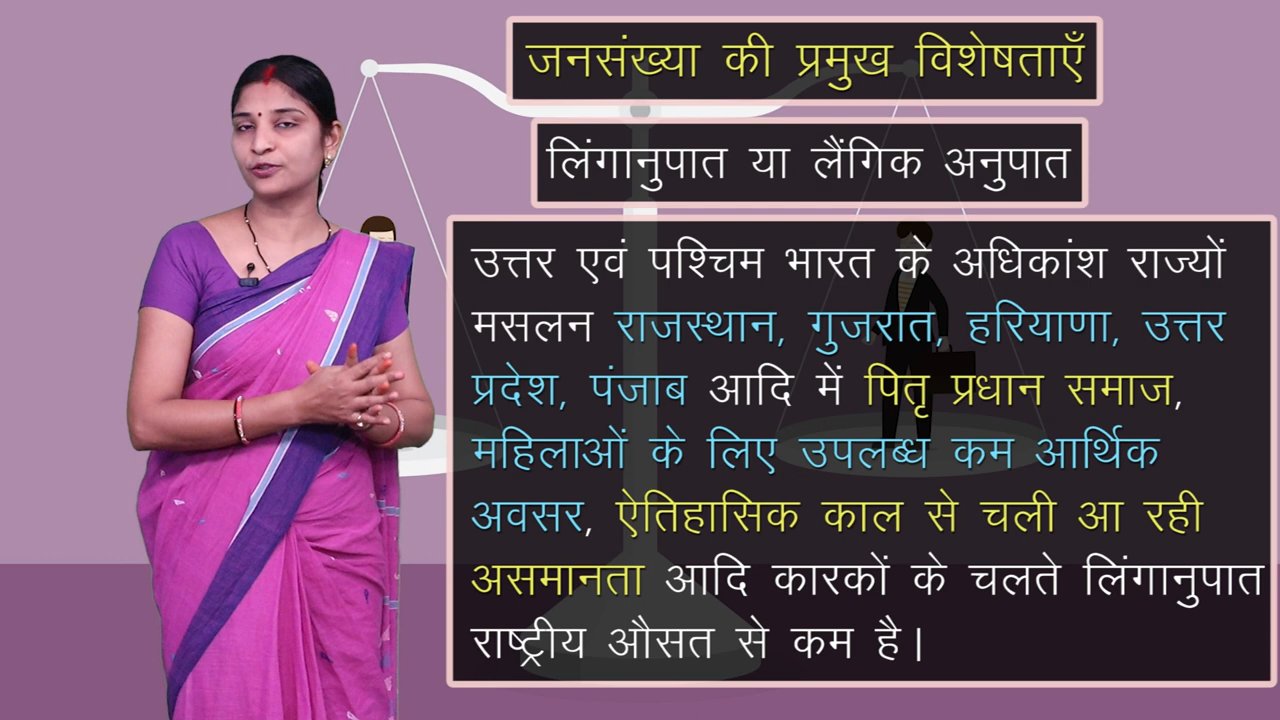 जनसंख्या की प्रमुख विशेषताएँ
लिंगानुपात या लैंगिक अनुपात
उत्तर एवं पश्चिम भारत के अधिकांश राज्यों
मसलन राजस्थान, गुजरात, हरियाणा, उत्तर
प्रदेश, पंजाब आदि में पितृ प्रधान समाज,
महिलाओं के लिए उपलब्ध कम आर्थिक
अवसर, ऐतिहासिक काल से चली आ रही
असमानता आदि कारकों के चलते लिंगानुपात
राष्ट्रीय औसत से कम है।